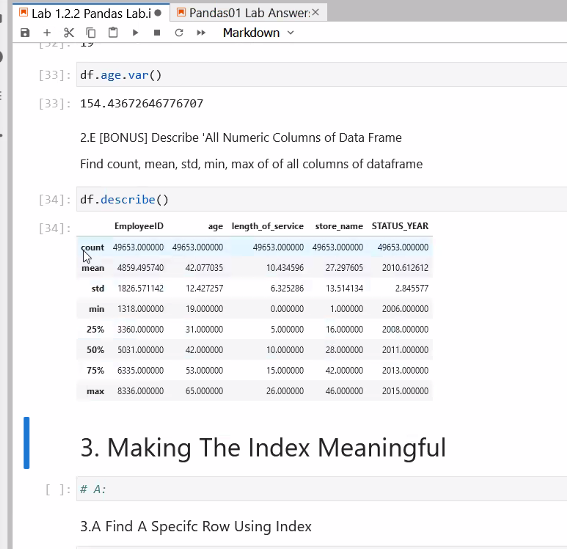 Lab 1.2.2 Pandas Lab.i
Pandas01 Lab Answer:
Markdown
[32]: 19
[33]: df.age.var()
[33]: 154.43672646776707
2.E [BONUS] Describe 'All Numeric Columns of Data Frame
Find count, mean, std, min, max of of all columns of dataframe
[34]: df.describe()
[34]:
EmployeeID age length_of_service store_name STATUS_YEAR
count 49653.000000 49653.000000 49653.000000 49653.000000 49653.000000
mean 4859.495740 42.077035 10.434596 27.297605 2010.612612
std 1826.571142 12.427257 6.325286 13.514134 2.845577
min 1318.000000 19.000000 0.000000 1.000000 2006.000000
25% 3360.000000 31.000000 5.000000 16.000000 2008.000000
50% 5031.000000 42.000000 10.000000 28.000000 2011.000000
75% 6335.000000 53.000000 15.000000 42.000000 2013.000000
max 8336.000000 65.000000 26.000000 46.000000 2015.000000
3. Making The Index Meaningful
[ ]: # A:
3.A Find A Specifc Row Using Index